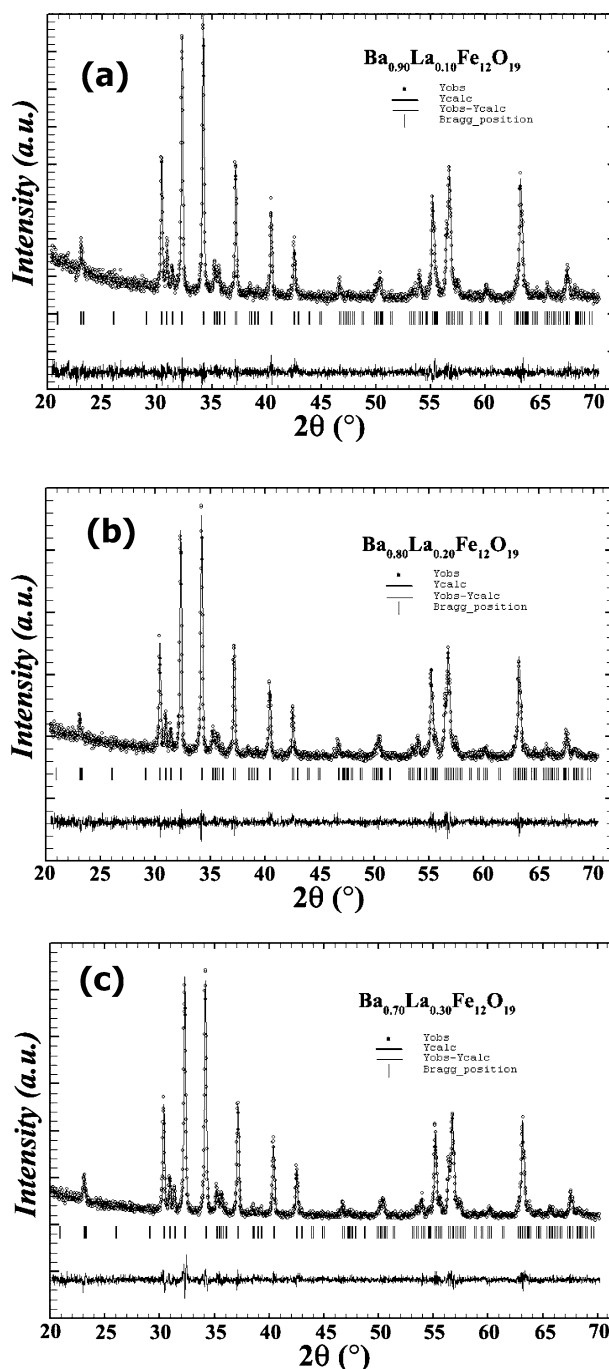 (a)
Ba0.90La0.10Fe12O19
Yobs
Ycalc
Yobs-Ycalc
Bragg_position
Intensity (a.u.)
20 25 30 35 40 45 50 55 60 65 70
2θ (°)
(b)
Ba0.80La0.20Fe12O19
Yobs
Ycalc
Yobs-Ycalc
Bragg_position
Intensity (a.u.)
20 25 30 35 40 45 50 55 60 65 70
2θ (°)
(c)
Ba0.70La0.30Fe12O19
Yobs
Ycalc
Yobs-Ycalc
Bragg_position
Intensity (a.u.)
20 25 30 35 40 45 50 55 60 65 70
2θ (°)